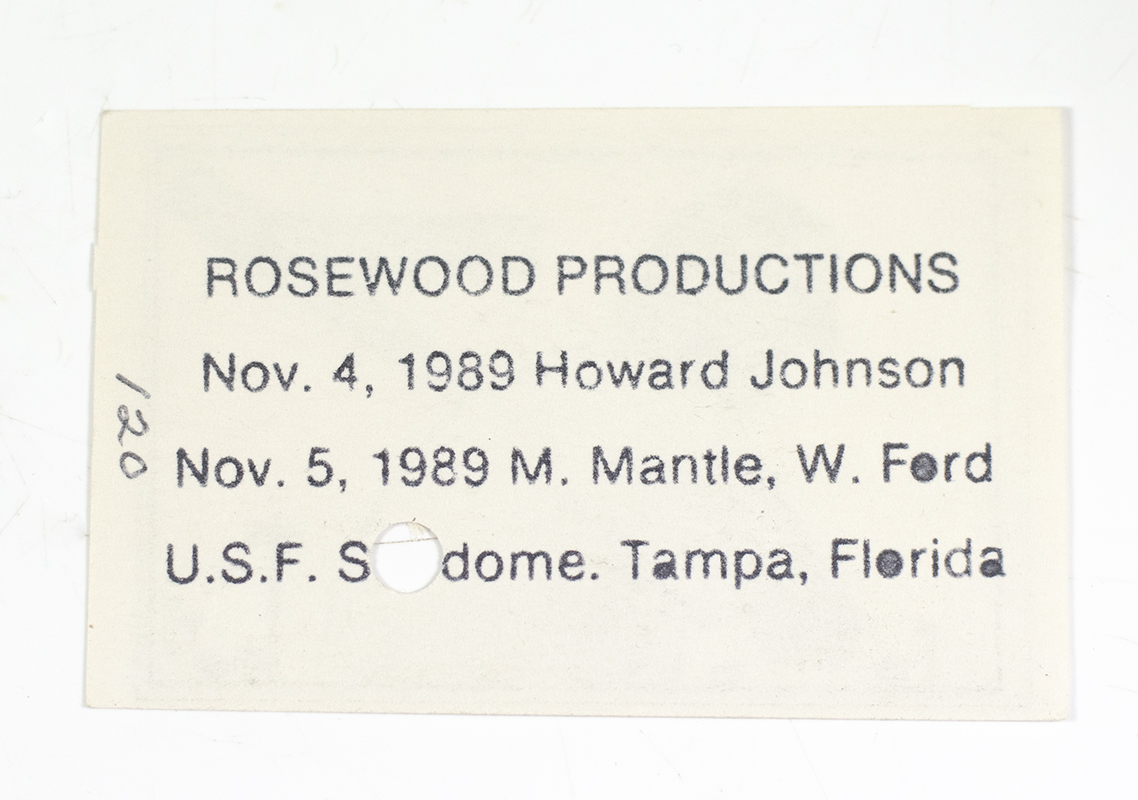 ROSEWOOD PRODUCTIONS
Nov. 4, 1989 Howard Johnson
Nov. 5, 1989 M. Mantle, W. Ford
U.S.F. S dome. Tampa, Florida
120